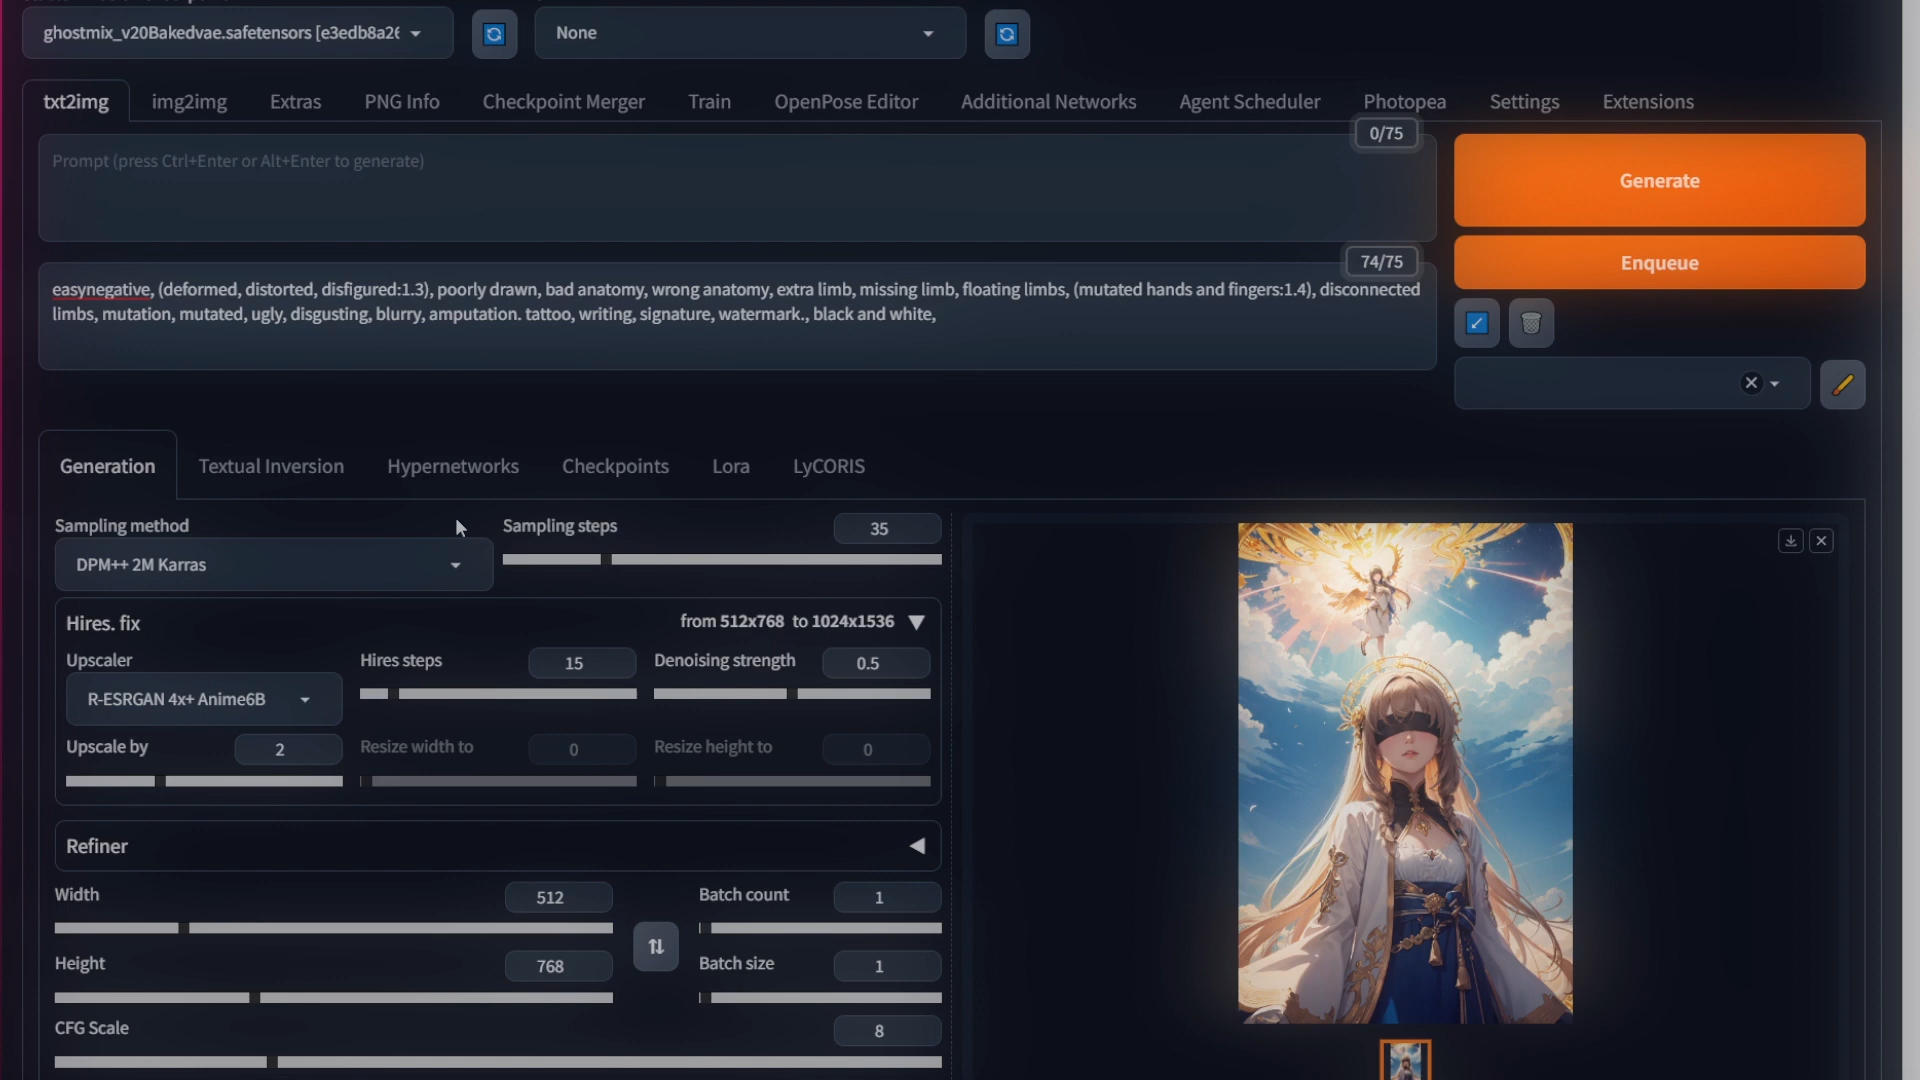 ghostmix_v20Bakedvae.safetensors [e3edb8a26
None
txt2img
img2img
Extras
PNG Info
Checkpoint Merger
Train
OpenPose Editor
Additional Networks
Agent Scheduler
Photopea
Settings
Extensions
0/75
Prompt (press Ctrl+Enter or Alt+Enter to generate)
Generate
74/75
Enqueue
easynegative, (deformed, distorted, disfigured:1.3), poorly drawn, bad anatomy, wrong anatomy, extra limb, missing limb, floating limbs, (mutated hands and fingers:1.4), disconnected
limbs, mutation, mutated, ugly, disgusting, blurry, amputation. tattoo, writing, signature, watermark., black and white,
Generation
Textual Inversion
Hypernetworks
Checkpoints
Lora
LyCORIS
Sampling method
Sampling steps
35
DPM++ 2M Karras
Hires. fix
from 512x768 to 1024x1536
Upscaler
Hires steps
15
Denoising strength
0.5
R-ESRGAN 4x+ Anime6B
Upscale by
2
Resize width to
0
Resize height to
0
Refiner
Width
512
Batch count
1
Height
768
Batch size
1
CFG Scale
8